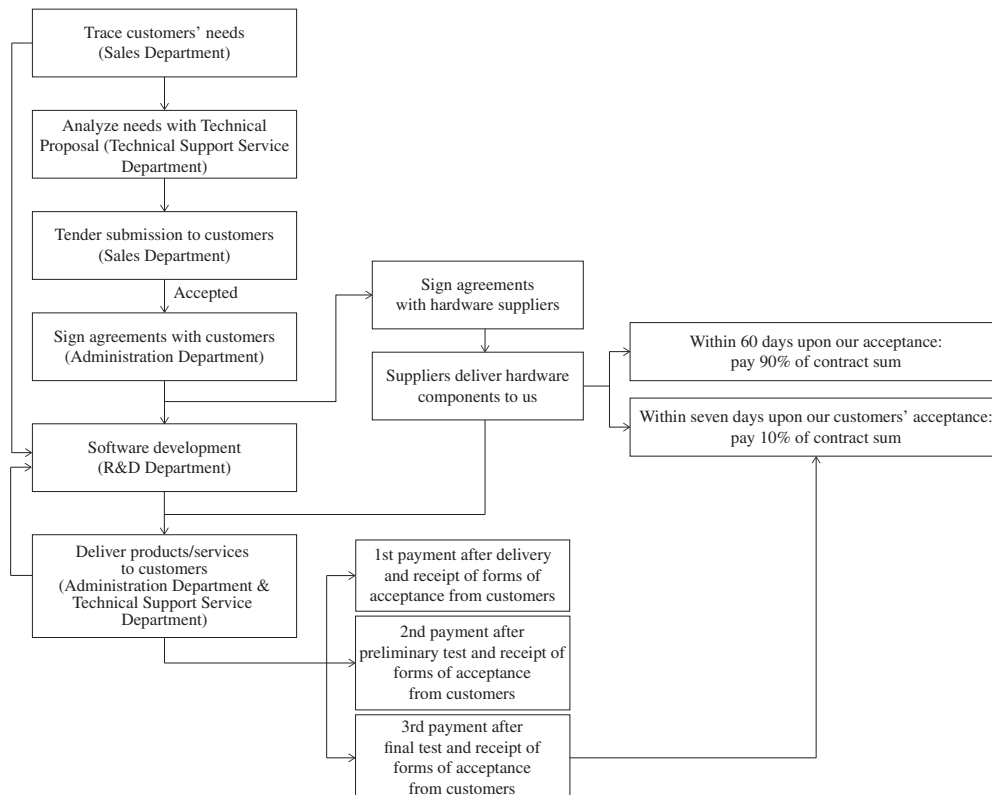 Trace customers’ needs
(Sales Department)
Analyze needs with Technical
Proposal (Technical Support Service
Department)
Tender submission to customers
(Sales Department)
Accepted
Sign agreements with customers
(Administration Department)
Sign agreements
with hardware suppliers
Suppliers deliver hardware
components to us
Within 60 days upon our acceptance:
pay 90% of contract sum
Within seven days upon our customers’ acceptance:
pay 10% of contract sum
Software development
(R&D Department)
Deliver products/services
to customers
(Administration Department &
Technical Support Service
Department)
1st payment after delivery
and receipt of forms of
acceptance from customers
2nd payment after
preliminary test and receipt of
forms of acceptance
from customers
3rd payment after
final test and receipt of
forms of acceptance
from customers